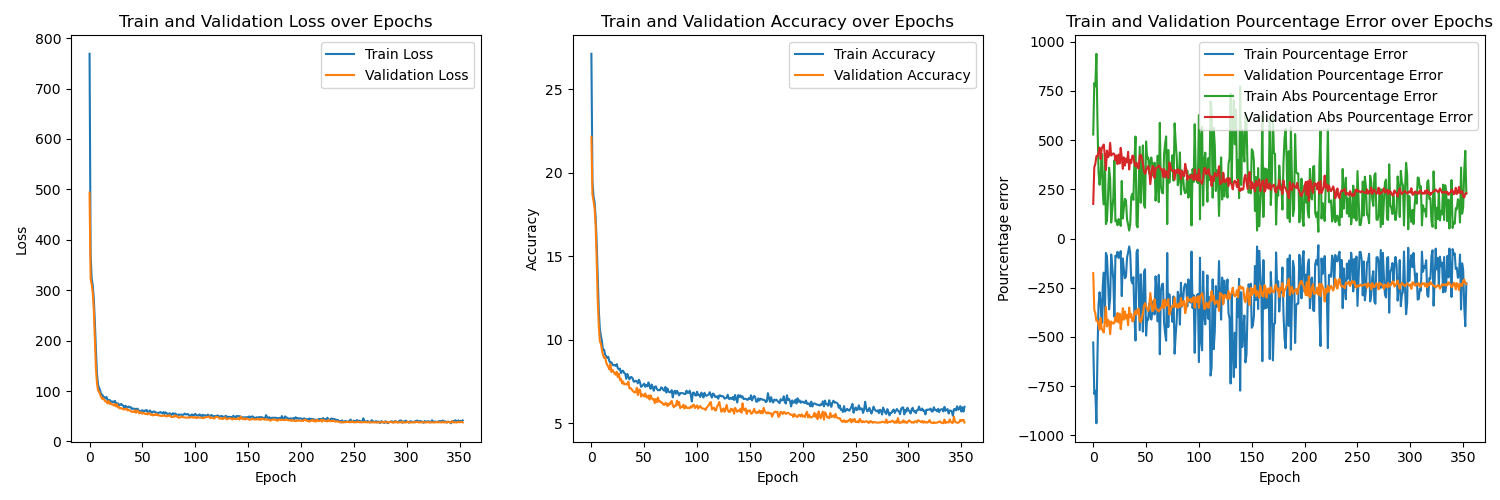 Train and Validation Loss over Epochs
Loss
800
700
600
500
400
300
200
100
0
Train Loss
Validation Loss
0 50 100 150 200 250 300 350
Epoch
Train and Validation Accuracy over Epochs
Accuracy
25
20
15
10
5
Train Accuracy
Validation Accuracy
0 50 100 150 200 250 300 350
Epoch
Train and Validation Pourcentage Error over Epochs
Pourcentage error
1000
750
500
250
0
−250
−500
−750
−1000
Train Pourcentage Error
Validation Pourcentage Error
Train Abs Pourcentage Error
Validation Abs Pourcentage Error
0 50 100 150 200 250 300 350
Epoch